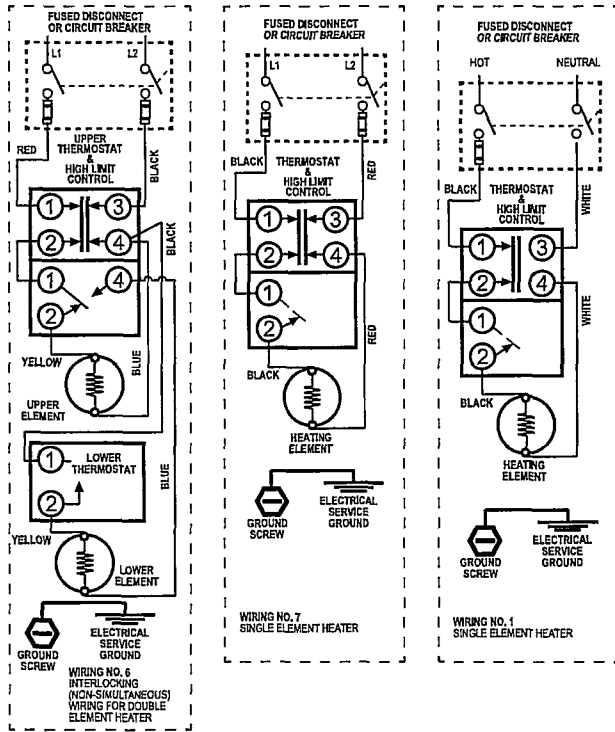 FUSED DISCONNECT
OR CIRCUIT BREAKER
L1
L2
RED
UPPER
THERMOSTAT
&
HIGH LIMIT
CONTROL
BLACK
1
3
2
4
BLACK
1
4
2
YELLOW
BLUE
UPPER ELEMENT
1
LOWER
THERMOSTAT
2
BLUE
YELLOW
LOWER
ELEMENT
GROUND
SCREW
ELECTRICAL
SERVICE
GROUND
WIRING NO. 6
INTERLOCKING
(NON-SIMULTANEOUS)
WIRING FOR DOUBLE
ELEMENT HEATER
FUSED DISCONNECT
OR CIRCUIT BREAKER
L1
L2
BLACK
THERMOSTAT
&
HIGH LIMIT
CONTROL
RED
1
3
2
4
1
2
RED
BLACK
HEATING
ELEMENT
GROUND
SCREW
ELECTRICAL
SERVICE
GROUND
WIRING NO. 7
SINGLE ELEMENT HEATER
FUSED DISCONNECT
OR CIRCUIT BREAKER
HOT
NEUTRAL
BLACK
THERMOSTAT
&
HIGH LIMIT
CONTROL
WHITE
1
3
2
4
1
2
WHITE
BLACK
HEATING
ELEMENT
GROUND
SCREW
ELECTRICAL
SERVICE
GROUND
WIRING NO. 1
SINGLE ELEMENT HEATER